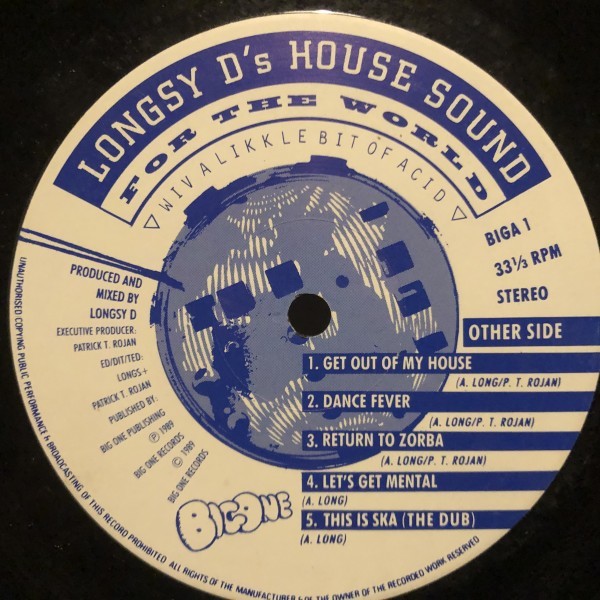 LONGSY D's HOUSE SOUND
FOR THE WORLD
WIV A LIKKLE BIT OF ACID
BIGA 1
33⅓ RPM
STEREO
PRODUCED AND
MIXED BY
LONGSY D
EXECUTIVE PRODUCER:
PATRICK T. ROJAN
ED/DIT/TED:
LONGS+
PATRICK T. ROJAN
PUBLISHED BY:
BIG ONE PUBLISHING
℗ 1989
BIG ONE RECORDS
© 1989
BIG ONE RECORDS
OTHER SIDE
1. GET OUT OF MY HOUSE
(A. LONG/P. T. ROJAN)
2. DANCE FEVER
(A. LONG/P. T. ROJAN)
3. RETURN TO ZORBA
(A. LONG/P. T. ROJAN)
4. LET'S GET MENTAL
(A. LONG)
5. THIS IS SKA (THE DUB)
(A. LONG)
BIG ONE
UNAUTHORISED COPYING PUBLIC PERFORMANCE & BROADCASTING OF THIS RECORD PROHIBITED ALL RIGHTS OF THE MANUFACTURER & OF THE OWNER OF THE RECORDED WORK RESERVED